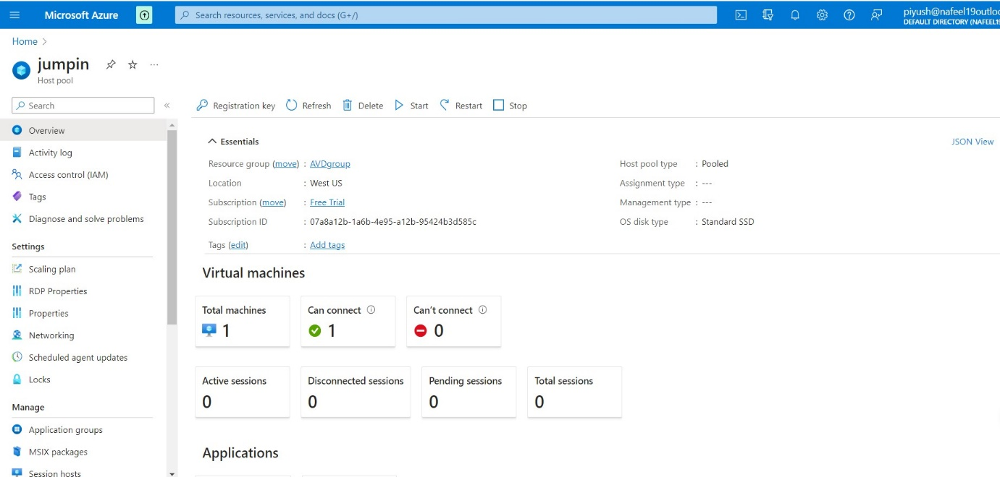 Microsoft Azure
Search resources, services, and docs (G+/)
piyush@nafeel19outloo
DEFAULT DIRECTORY (NAFEEL19
Home >
jumpin
Host pool
Search
«
Registration key
Refresh
Delete
Start
Restart
Stop
Overview
Activity log
Access control (IAM)
Tags
Diagnose and solve problems
Settings
Scaling plan
RDP Properties
Properties
Networking
Scheduled agent updates
Locks
Manage
Application groups
MSIX packages
Session hosts
Essentials
JSON View
Resource group (move) : AVDgroup
Location : West US
Subscription (move) : Free Trial
Subscription ID : 07a8a12b-1a6b-4e95-a12b-95424b3d585c
Tags (edit) : Add tags
Host pool type : Pooled
Assignment type : ---
Management type : ---
OS disk type : Standard SSD
Virtual machines
Total machines
1
Can connect
1
Can't connect
0
Active sessions
0
Disconnected sessions
0
Pending sessions
0
Total sessions
0
Applications